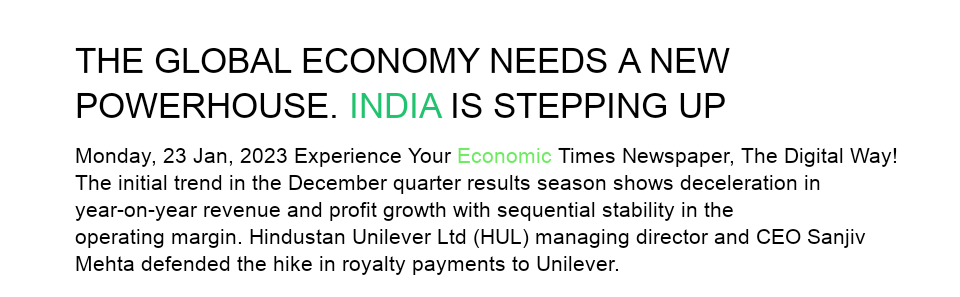 THE GLOBAL ECONOMY NEEDS A NEW
POWERHOUSE. INDIA IS STEPPING UP
Monday, 23 Jan, 2023 Experience Your Economic Times Newspaper, The Digital Way!
The initial trend in the December quarter results season shows deceleration in
year-on-year revenue and profit growth with sequential stability in the
operating margin. Hindustan Unilever Ltd (HUL) managing director and CEO Sanjiv
Mehta defended the hike in royalty payments to Unilever.